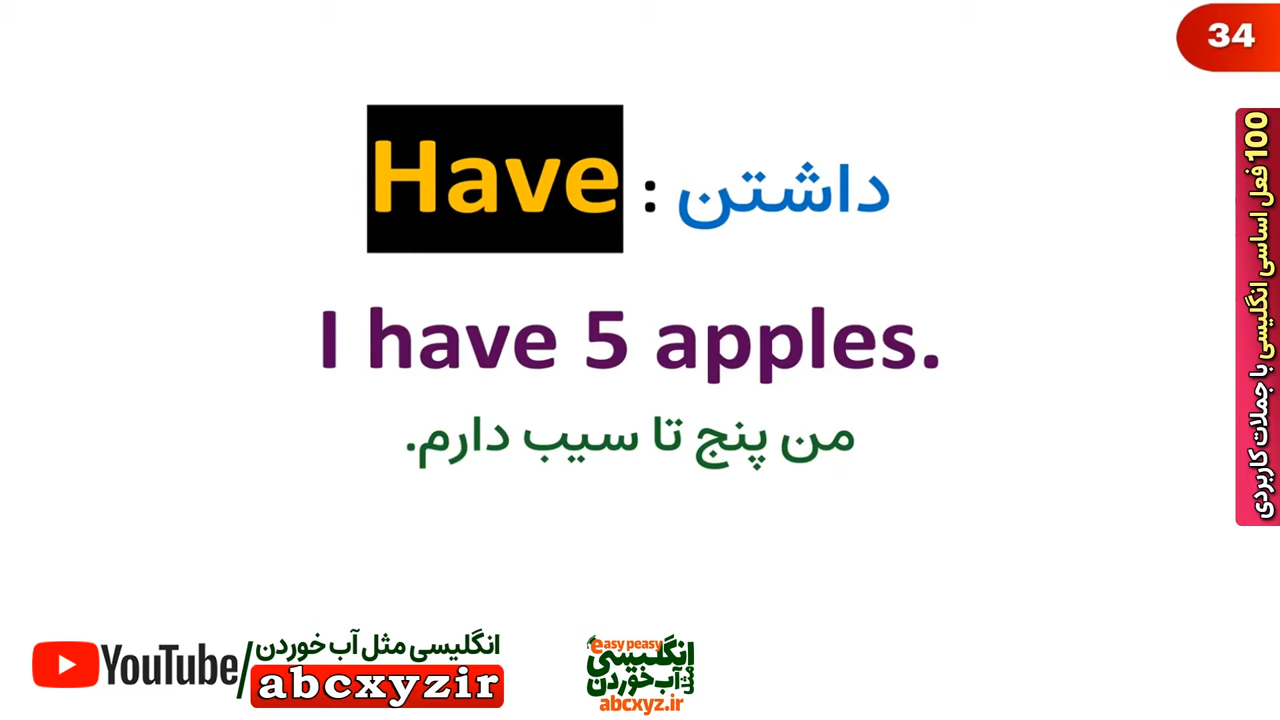 34
Have : داشتن
I have 5 apples.
من پنج تا سیب دارم.
100 فعل اساسی انگلیسی با جملات کاربردی
YouTube/
انگلیسی مثل آب خوردن
abcxyzir
easy peasy
انگلیسی
مثل
آب خوردن
abcxyz.ir